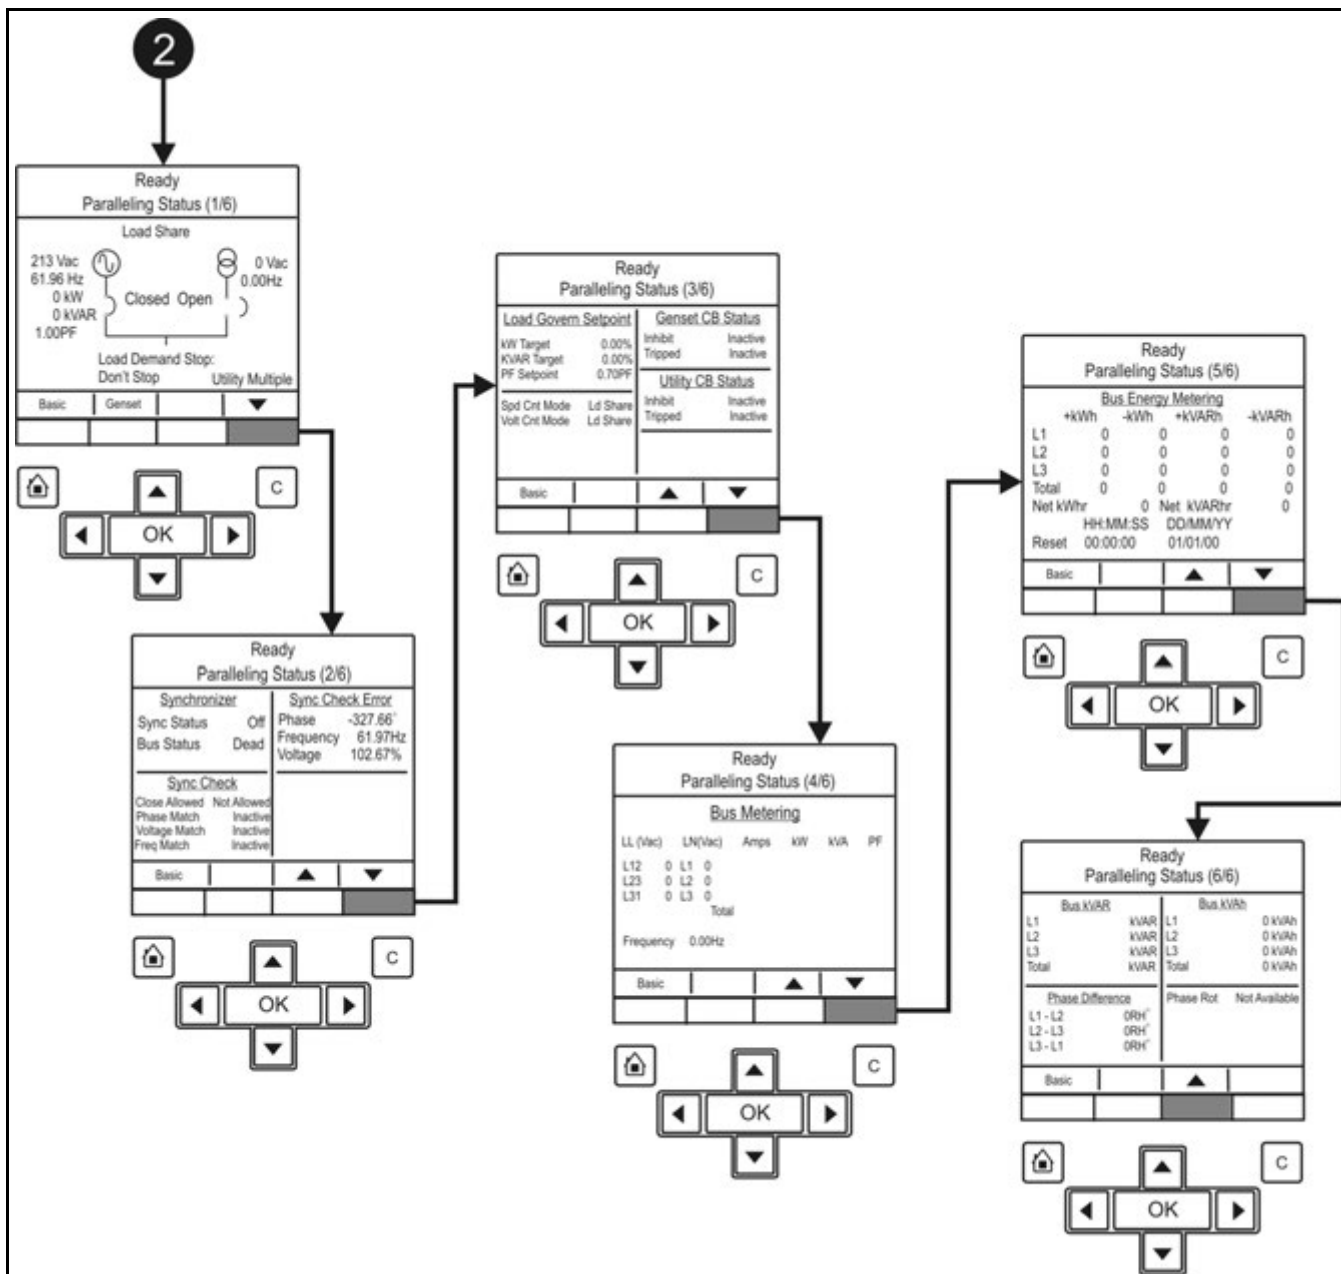 2
Ready
Paralleling Status (1/6)
Load Share
213 Vac 0 Vac
61.96 Hz 0.00Hz
0 kW Closed Open
0 kVAR
1.00PF
Load Demand Stop:
Don't Stop Utility Multiple
Basic Genset
C
OK
Ready
Paralleling Status (2/6)
Synchronizer
Sync Status Off
Bus Status Dead
Sync Check Error
Phase -327.66°
Frequency 61.97Hz
Voltage 102.67%
Sync Check
Close Allowed Not Allowed
Phase Match Inactive
Voltage Match Inactive
Freq Match Inactive
Basic
C
OK
Ready
Paralleling Status (3/6)
Load Govern Setpoint
kW Target 0.00%
KVAR Target 0.00%
PF Setpoint 0.70PF
Spd Cnt Mode Ld Share
Volt Cnt Mode Ld Share
Genset CB Status
Inhibit Inactive
Tripped Inactive
Utility CB Status
Inhibit Inactive
Tripped Inactive
Basic
C
OK
Ready
Paralleling Status (4/6)
Bus Metering
LL (Vac) LN(Vac) Amps kW kVA PF
L12 0 L1 0
L23 0 L2 0
L31 0 L3 0
Total
Frequency 0.00Hz
Basic
C
OK
Ready
Paralleling Status (5/6)
Bus Energy Metering
+kWh -kWh +kVARh -kVARh
L1 0 0 0 0
L2 0 0 0 0
L3 0 0 0 0
Total 0 0 0 0
Net kWhr 0 Net kVARhr 0
HH:MM:SS DD/MM/YY
Reset 00:00:00 01/01/00
Basic
C
OK
Ready
Paralleling Status (6/6)
Bus kVAR
L1 kVAR
L2 kVAR
L3 kVAR
Total kVAR
Bus kVAh
L1 0 kVAh
L2 0 kVAh
L3 0 kVAh
Total 0 kVAh
Phase Difference
L1 - L2 0RH°
L2 - L3 0RH°
L3 - L1 0RH°
Phase Rot Not Available
Basic
C
OK